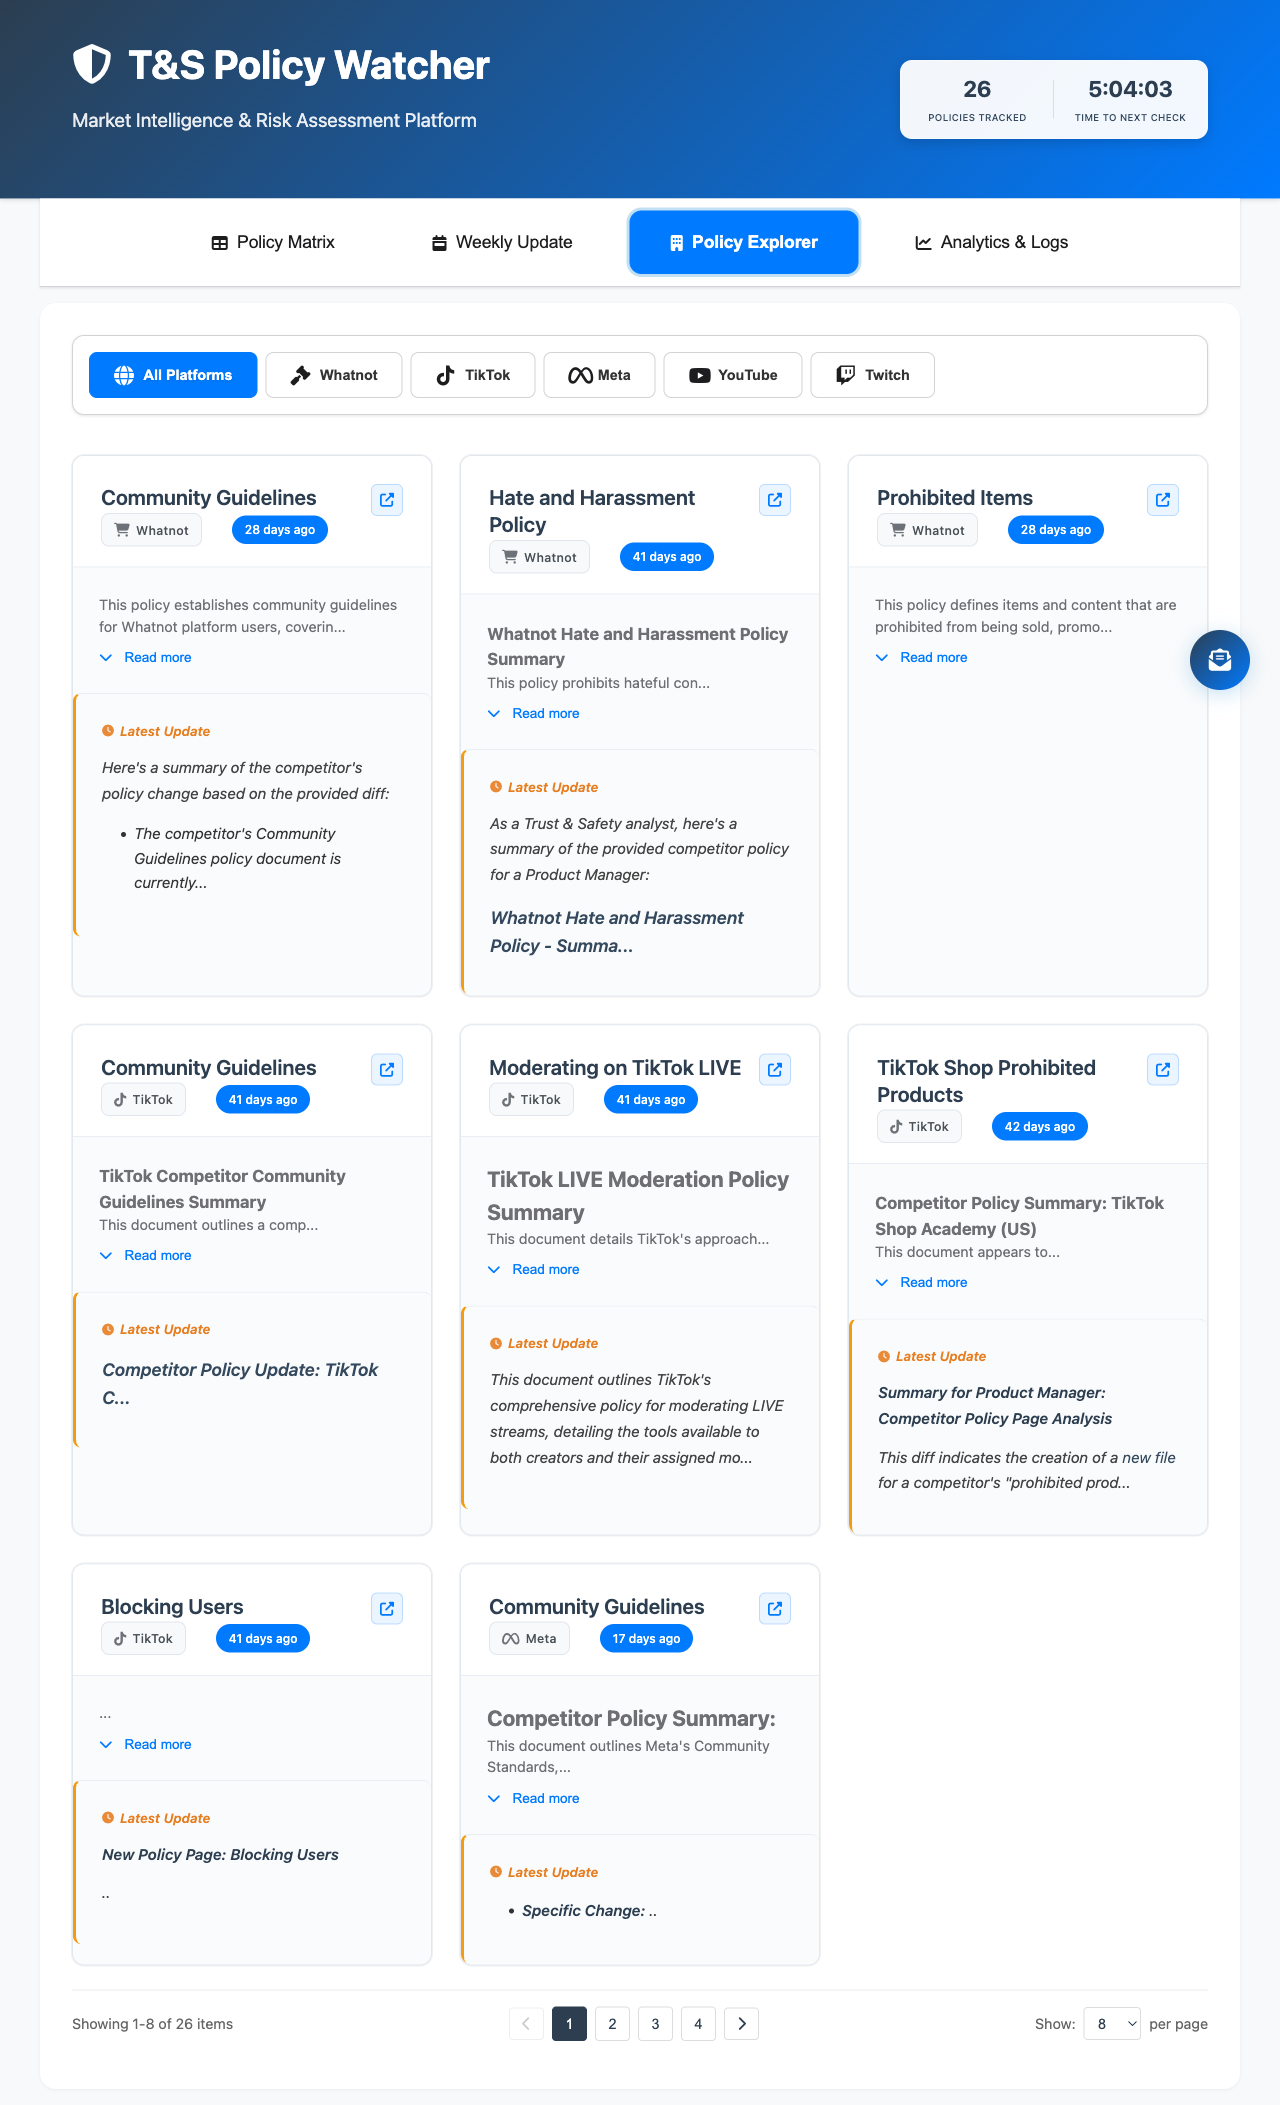 T&S Policy Watcher
Market Intelligence & Risk Assessment Platform
26
POLICIES TRACKED
5:04:03
TIME TO NEXT CHECK
Policy Matrix
Weekly Update
Policy Explorer
Analytics & Logs
All Platforms
Whatnot
TikTok
Meta
YouTube
Twitch
Community Guidelines
Whatnot
28 days ago
This policy establishes community guidelines
for Whatnot platform users, coverin...
Read more
Latest Update
Here's a summary of the competitor's
policy change based on the provided diff:
• The competitor's Community
Guidelines policy document is
currently...
Hate and Harassment
Policy
Whatnot
41 days ago
Whatnot Hate and Harassment Policy
Summary
This policy prohibits hateful con...
Read more
Latest Update
As a Trust & Safety analyst, here's a
summary of the provided competitor policy
for a Product Manager:
Whatnot Hate and Harassment
Policy - Summa...
Prohibited Items
Whatnot
28 days ago
This policy defines items and content that are
prohibited from being sold, promo...
Read more
Community Guidelines
TikTok
41 days ago
TikTok Competitor Community
Guidelines Summary
This document outlines a comp...
Read more
Latest Update
Competitor Policy Update: TikTok
C...
Moderating on TikTok LIVE
TikTok
41 days ago
TikTok LIVE Moderation Policy
Summary
This document details TikTok's approach...
Read more
Latest Update
This document outlines TikTok's
comprehensive policy for moderating LIVE
streams, detailing the tools available to
both creators and their assigned mo...
TikTok Shop Prohibited
Products
TikTok
42 days ago
Competitor Policy Summary: TikTok
Shop Academy (US)
This document appears to...
Read more
Latest Update
Summary for Product Manager:
Competitor Policy Page Analysis
This diff indicates the creation of a new file
for a competitor's "prohibited prod...
Blocking Users
TikTok
41 days ago
...
Read more
Latest Update
New Policy Page: Blocking Users
..
Community Guidelines
Meta
17 days ago
Competitor Policy Summary:
This document outlines Meta's Community
Standards,...
Read more
Latest Update
• Specific Change: ..
Showing 1-8 of 26 items
1
2
3
4
Show:
8
per page